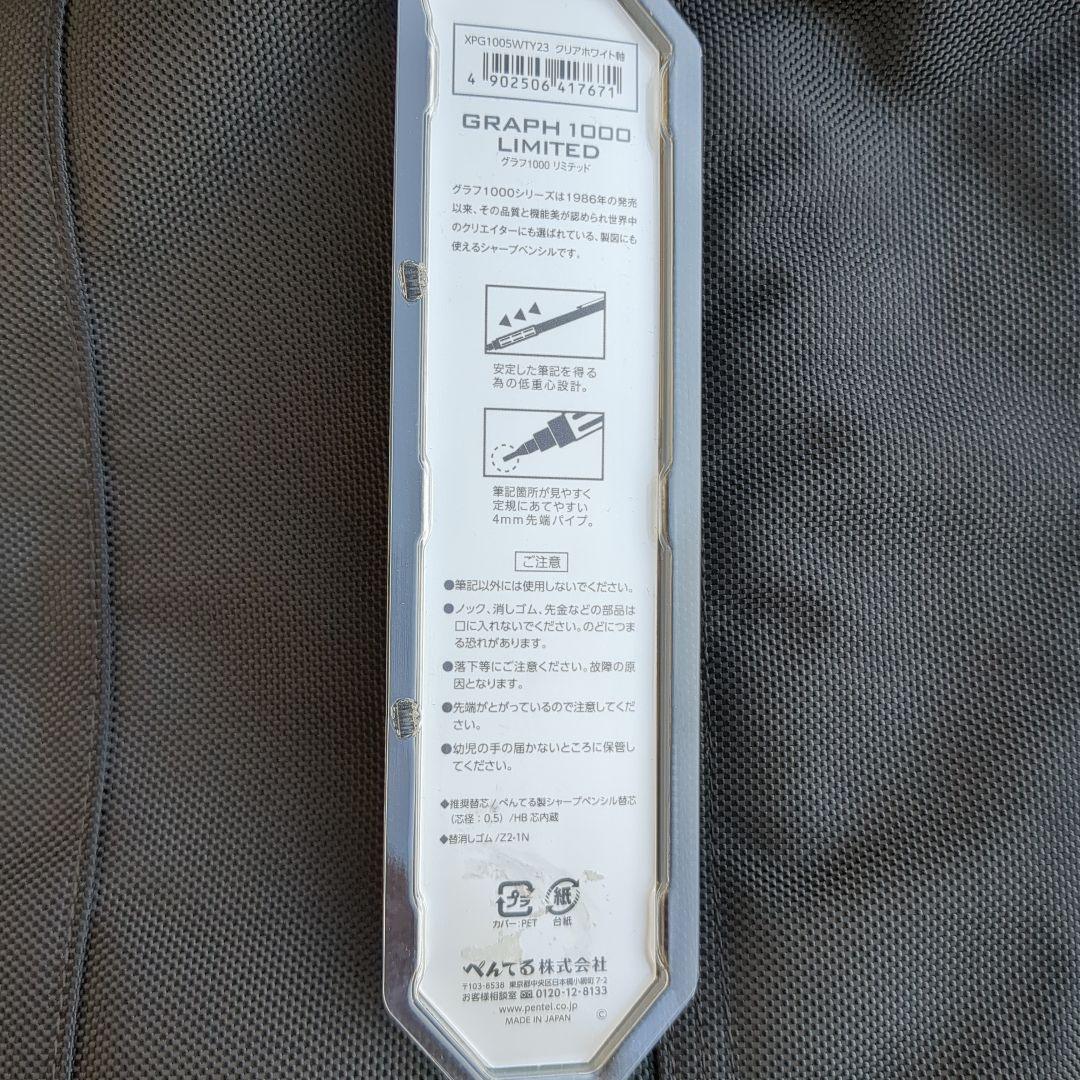 XPG1005WTY23 クリアホワイト軸
4 902506 417671
GRAPH 1000
LIMITED
グラフ1000 リミテッド
グラフ1000シリーズは1986年の発売
以来、その品質と機能美が認められ世界中
のクリエイターにも選ばれている、製図にも
使えるシャープペンシルです。
安定した筆記を得る
為の低重心設計。
筆記箇所が見やすく
定規にあてやすい
4mm先端パイプ。
ご注意
●筆記以外には使用しないでください。
●ノック、消しゴム、先金などの部品は
口に入れないでください。のどにつま
る恐れがあります。
●落下等にご注意ください。故障の原
因となります。
●先端がとがっているので注意してくだ
さい。
●幼児の手の届かないところに保管し
てください。
◆推奨替芯/ぺんてる製シャープペンシル替芯
(芯径:0.5) /HB 芯内蔵
◆替消しゴム/Z2-1N
プラ 紙
カバー:PET 台紙
ぺんてる株式会社
〒103-8538 東京都中央区日本橋小網町 7-2
お客様相談室 0120-12-8133
www.pentel.co.jp
MADE IN JAPAN ©